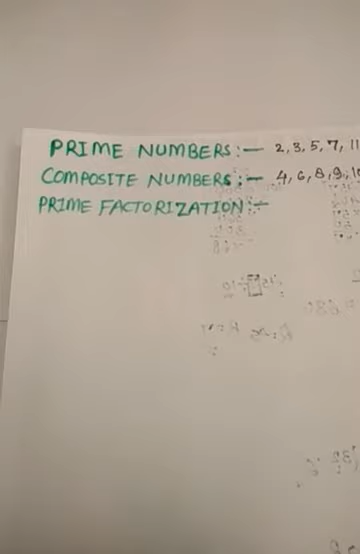 PRIME NUMBERS:- 2, 3, 5, 7, 11
COMPOSITE NUMBERS:- 4, 6, 8, 9, 10
PRIME FACTORIZATION:-